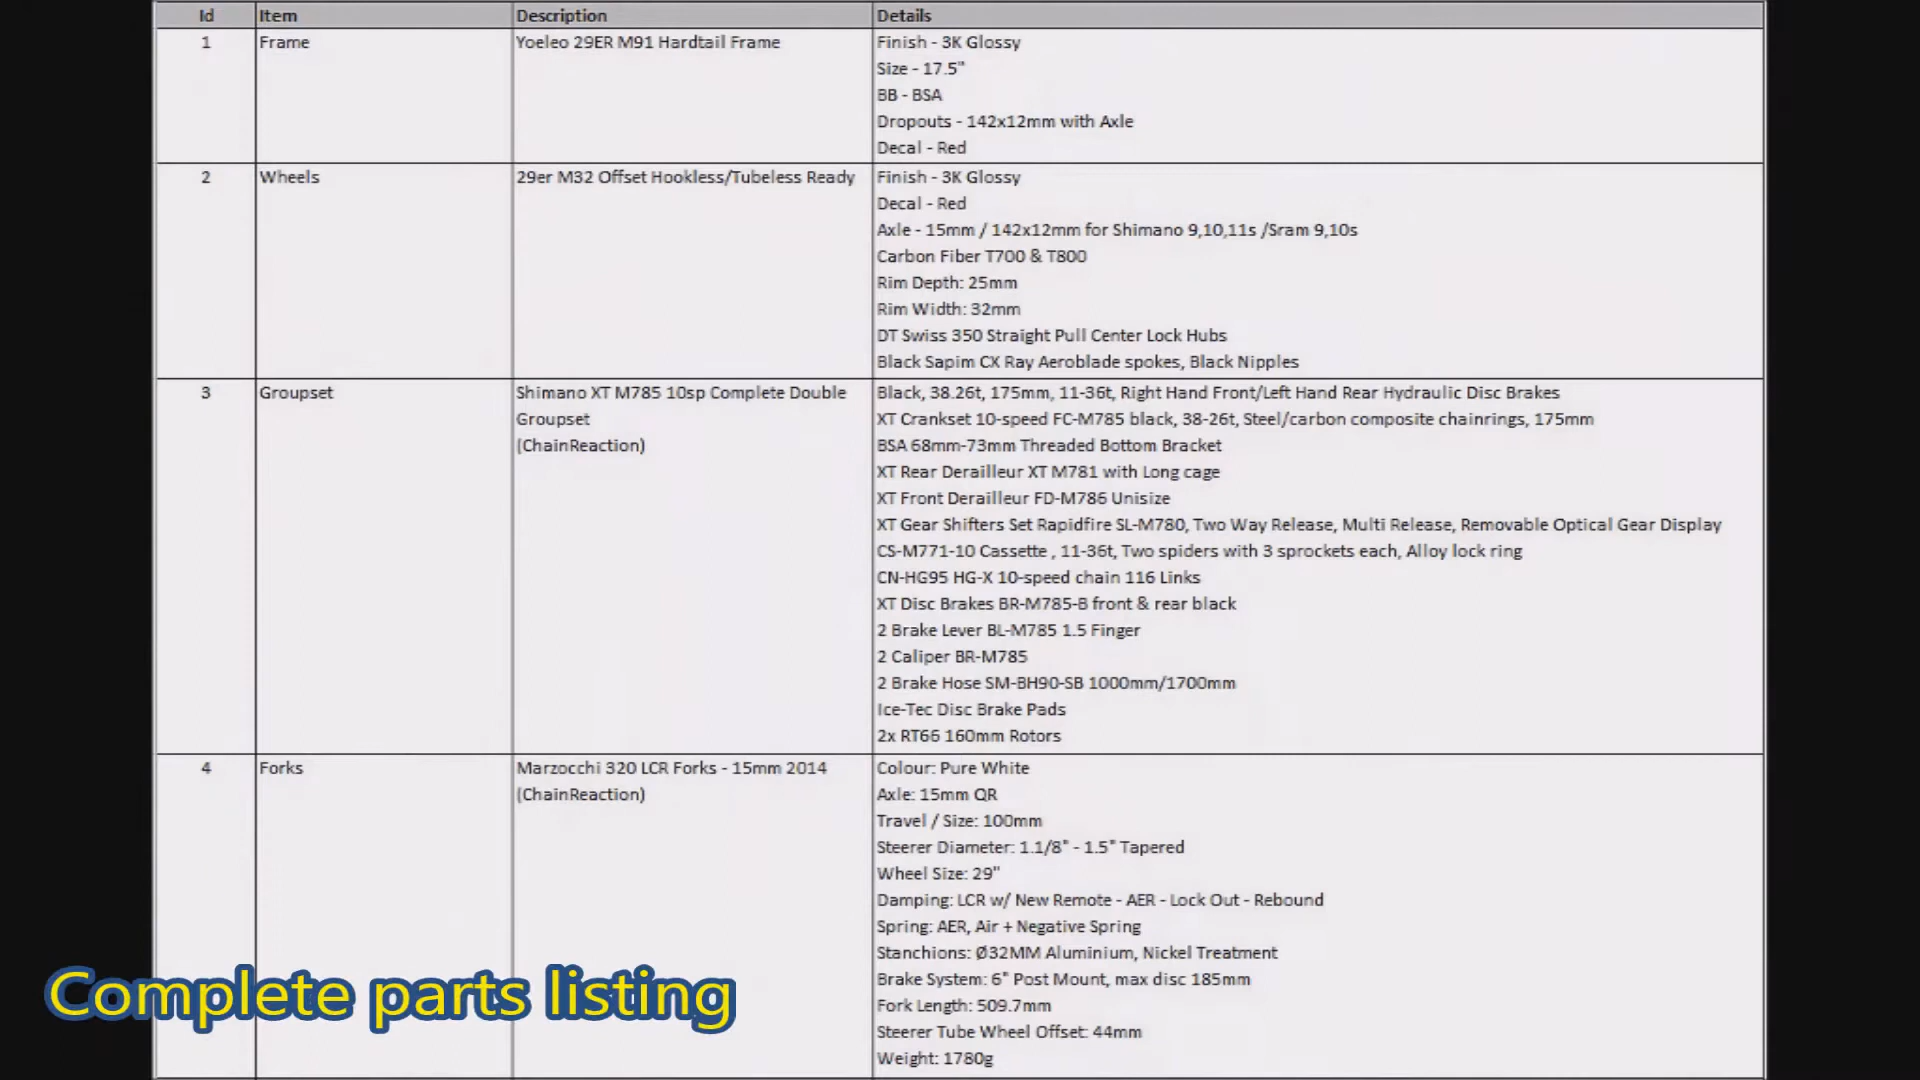 Id Item Description Details
1 Frame Yoeleo 29ER M91 Hardtail Frame Finish - 3K Glossy
Size - 17.5"
BB - BSA
Dropouts - 142x12mm with Axle
Decal - Red
2 Wheels 29er M32 Offset Hookless/Tubeless Ready Finish - 3K Glossy
Decal - Red
Axle - 15mm / 142x12mm for Shimano 9,10,11s /Sram 9,10s
Carbon Fiber T700 & T800
Rim Depth: 25mm
Rim Width: 32mm
DT Swiss 350 Straight Pull Center Lock Hubs
Black Sapim CX Ray Aeroblade spokes, Black Nipples
3 Groupset Shimano XT M785 10sp Complete Double Black, 38.26t, 175mm, 11-36t, Right Hand Front/Left Hand Rear Hydraulic Disc Brakes
Groupset XT Crankset 10-speed FC-M785 black, 38-26t, Steel/carbon composite chainrings, 175mm
(ChainReaction) BSA 68mm-73mm Threaded Bottom Bracket
XT Rear Derailleur XT M781 with Long cage
XT Front Derailleur FD-M786 Unisize
XT Gear Shifters Set Rapidfire SL-M780, Two Way Release, Multi Release, Removable Optical Gear Display
CS-M771-10 Cassette , 11-36t, Two spiders with 3 sprockets each, Alloy lock ring
CN-HG95 HG-X 10-speed chain 116 Links
XT Disc Brakes BR-M785-B front & rear black
2 Brake Lever BL-M785 1.5 Finger
2 Caliper BR-M785
2 Brake Hose SM-BH90-SB 1000mm/1700mm
Ice-Tec Disc Brake Pads
2x RT66 160mm Rotors
4 Forks Marzocchi 320 LCR Forks - 15mm 2014 Colour: Pure White
(ChainReaction) Axle: 15mm QR
Travel / Size: 100mm
Steerer Diameter: 1.1/8" - 1.5" Tapered
Wheel Size: 29"
Damping: LCR w/ New Remote - AER - Lock Out - Rebound
Spring: AER, Air + Negative Spring
Stanchions: Ø32MM Aluminium, Nickel Treatment
Brake System: 6" Post Mount, max disc 185mm
Fork Length: 509.7mm
Steerer Tube Wheel Offset: 44mm
Weight: 1780g
Complete parts listing